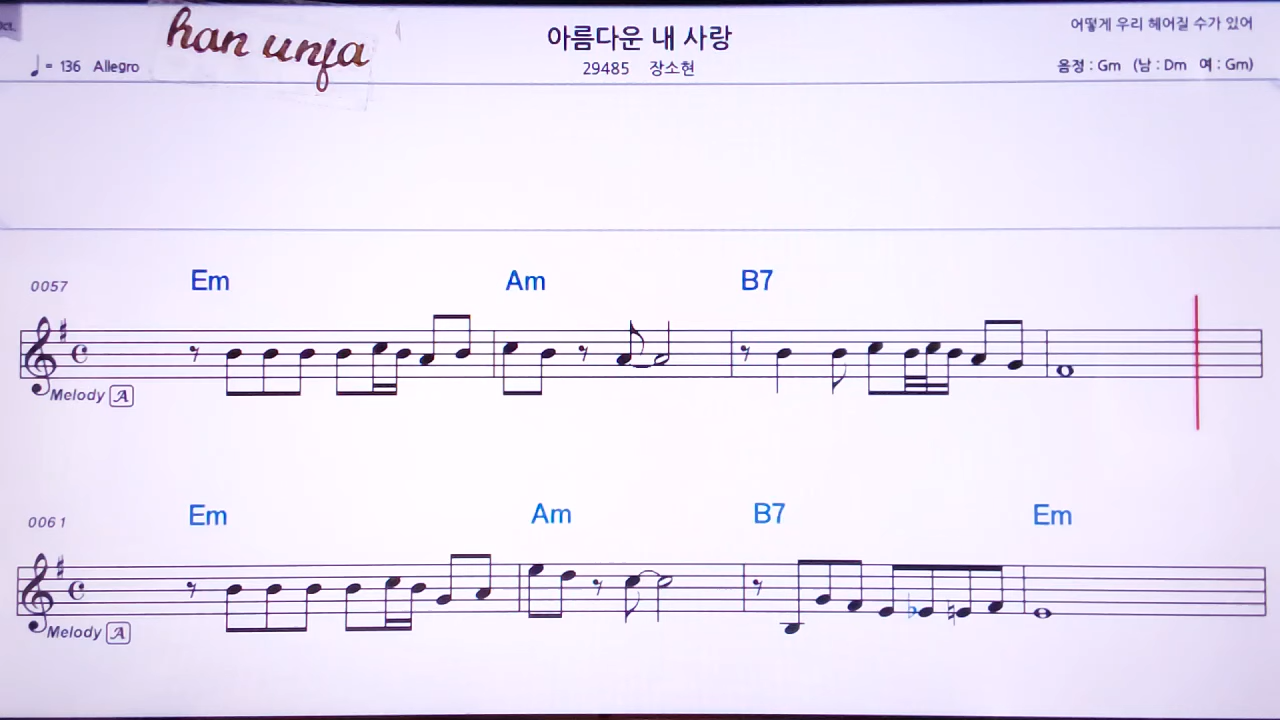 han unfa
아름다운 내 사랑
어떻게 우리 헤어질 수가 있어
= 136 Allegro
29485 장소현
음정 : Gm (남 : Dm 여 : Gm)
0057
Em Am B7
Melody A
0061
Em Am B7 Em
Melody A